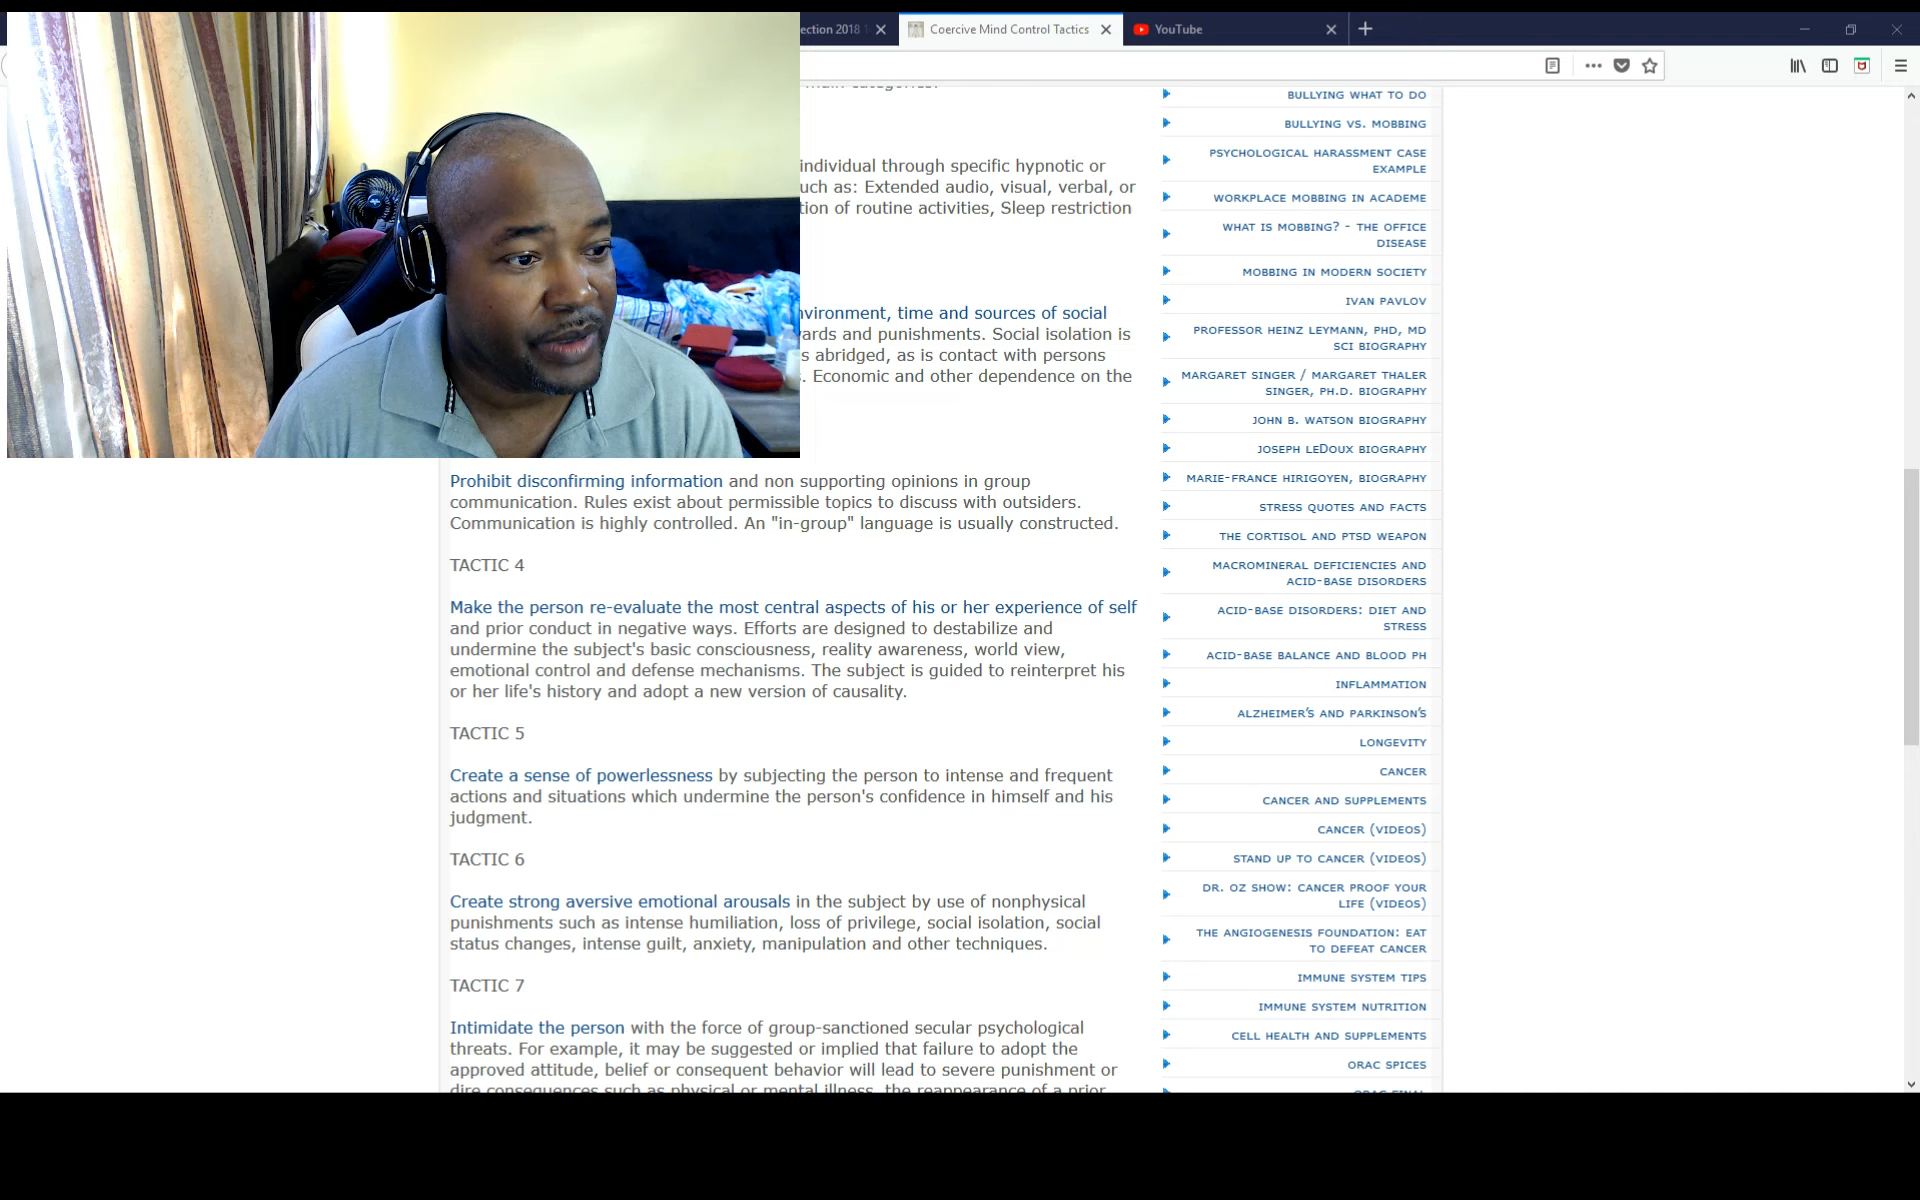 ection 2018
Coercive Mind Control Tactics
YouTube
individual through specific hypnotic or
uch as: Extended audio, visual, verbal, or
tion of routine activities, Sleep restriction
nvironment, time and sources of social
vards and punishments. Social isolation is
s abridged, as is contact with persons
. Economic and other dependence on the
Prohibit disconfirming information and non supporting opinions in group
communication. Rules exist about permissible topics to discuss with outsiders.
Communication is highly controlled. An "in-group" language is usually constructed.
TACTIC 4
Make the person re-evaluate the most central aspects of his or her experience of self
and prior conduct in negative ways. Efforts are designed to destabilize and
undermine the subject's basic consciousness, reality awareness, world view,
emotional control and defense mechanisms. The subject is guided to reinterpret his
or her life's history and adopt a new version of causality.
TACTIC 5
Create a sense of powerlessness by subjecting the person to intense and frequent
actions and situations which undermine the person's confidence in himself and his
judgment.
TACTIC 6
Create strong aversive emotional arousals in the subject by use of nonphysical
punishments such as intense humiliation, loss of privilege, social isolation, social
status changes, intense guilt, anxiety, manipulation and other techniques.
TACTIC 7
Intimidate the person with the force of group-sanctioned secular psychological
threats. For example, it may be suggested or implied that failure to adopt the
approved attitude, belief or consequent behavior will lead to severe punishment or
dire consequences such as physical or mental illness, the reappearance of a prior
BULLYING WHAT TO DO
BULLYING VS. MOBBING
PSYCHOLOGICAL HARASSMENT CASE
EXAMPLE
WORKPLACE MOBBING IN ACADEME
WHAT IS MOBBING? - THE OFFICE
DISEASE
MOBBING IN MODERN SOCIETY
IVAN PAVLOV
PROFESSOR HEINZ LEYMANN, PHD, MD
SCI BIOGRAPHY
MARGARET SINGER / MARGARET THALER
SINGER, PH.D. BIOGRAPHY
JOHN B. WATSON BIOGRAPHY
JOSEPH LEDOUX BIOGRAPHY
MARIE-FRANCE HIRIGOYEN, BIOGRAPHY
STRESS QUOTES AND FACTS
THE CORTISOL AND PTSD WEAPON
MACROMINERAL DEFICIENCIES AND
ACID-BASE DISORDERS
ACID-BASE DISORDERS: DIET AND
STRESS
ACID-BASE BALANCE AND BLOOD PH
INFLAMMATION
ALZHEIMER'S AND PARKINSON'S
LONGEVITY
CANCER
CANCER AND SUPPLEMENTS
CANCER (VIDEOS)
STAND UP TO CANCER (VIDEOS)
DR. OZ SHOW: CANCER PROOF YOUR
LIFE (VIDEOS)
THE ANGIOGENESIS FOUNDATION: EAT
TO DEFEAT CANCER
IMMUNE SYSTEM TIPS
IMMUNE SYSTEM NUTRITION
CELL HEALTH AND SUPPLEMENTS
ORAC SPICES